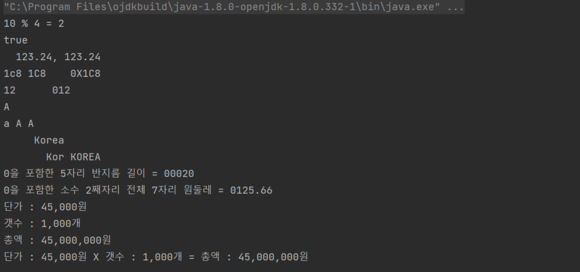 "C:\Program Files\ojdkbuild\java-1.8.0-openjdk-1.8.0.332-1\bin\java.exe" ...
10 % 4 = 2
true
  123.24, 123.24
1c8 1C8    0X1C8
12      012
A
a A A
     Korea
       Kor KOREA
0을 포함한 5자리 반지름 길이 = 00020
0을 포함한 소수 2째자리 전체 7자리 원둘레 = 0125.66
단가 : 45,000원
갯수 : 1,000개
총액 : 45,000,000원
단가 : 45,000원 X 갯수 : 1,000개 = 총액 : 45,000,000원